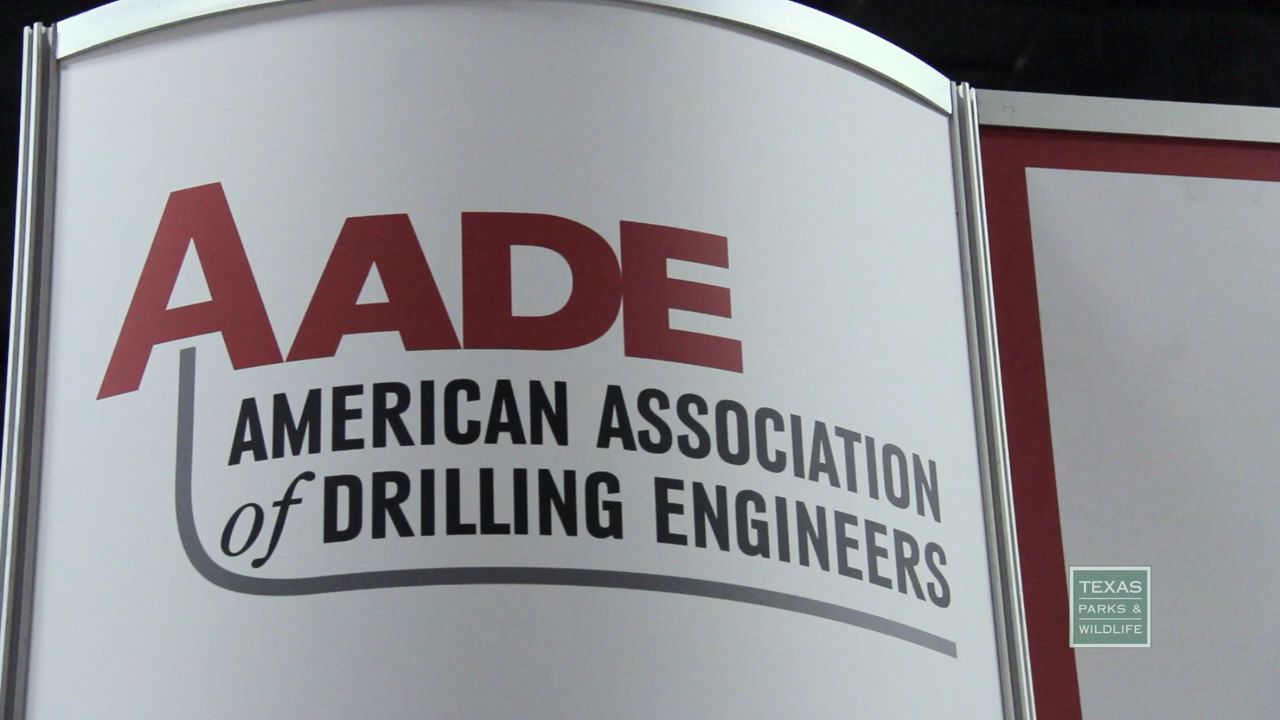 AADE
AMERICAN ASSOCIATION
of DRILLING ENGINEERS
TEXAS
PARKS &
WILDLIFE